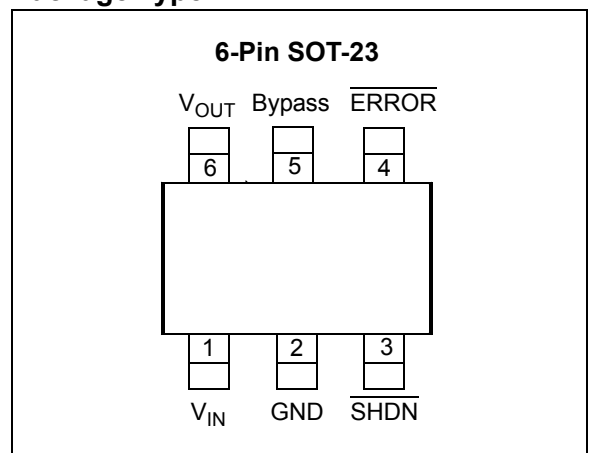 6-Pin SOT-23
VOUT Bypass ERROR
6 5 4
1 2 3
VIN GND SHDN